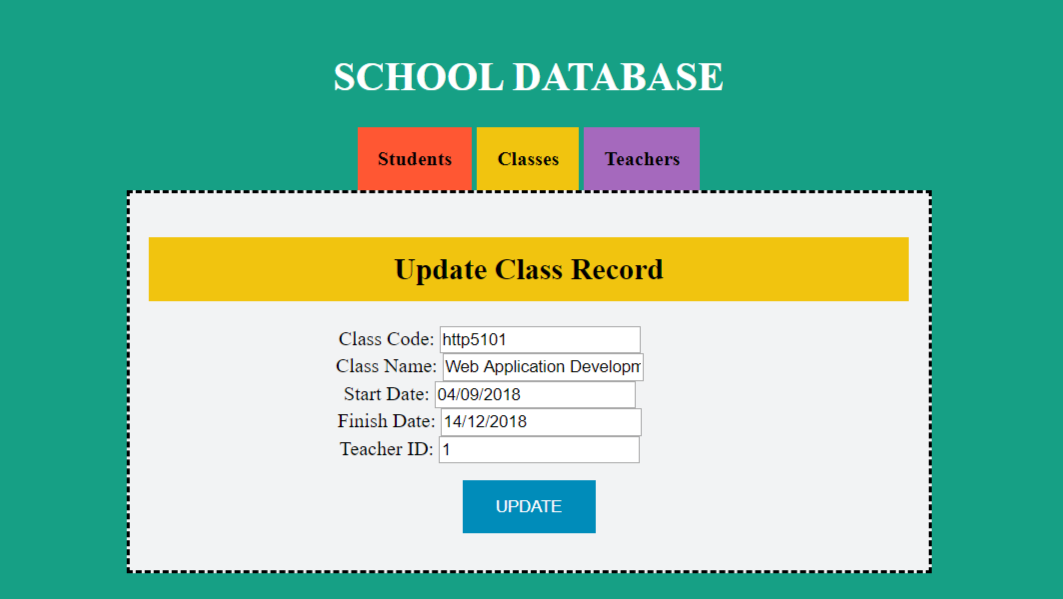 SCHOOL DATABASE
Students Classes Teachers
Update Class Record
Class Code: http5101
Class Name: Web Application Developm
Start Date: 04/09/2018
Finish Date: 14/12/2018
Teacher ID: 1
UPDATE